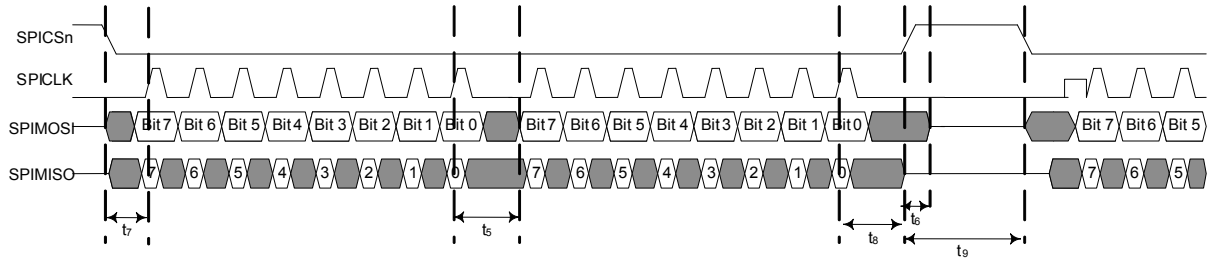 SPICSn
SPICLK
SPIMOSI Bit 7 Bit 6 Bit 5 Bit 4 Bit 3 Bit 2 Bit 1 Bit 0 Bit 7 Bit 6 Bit 5 Bit 4 Bit 3 Bit 2 Bit 1 Bit 0 Bit 7 Bit 6 Bit 5
SPIMISO 7 6 5 4 3 2 1 0 7 6 5 4 3 2 1 0 7 6 5
t7 t5 t8 t6
t9